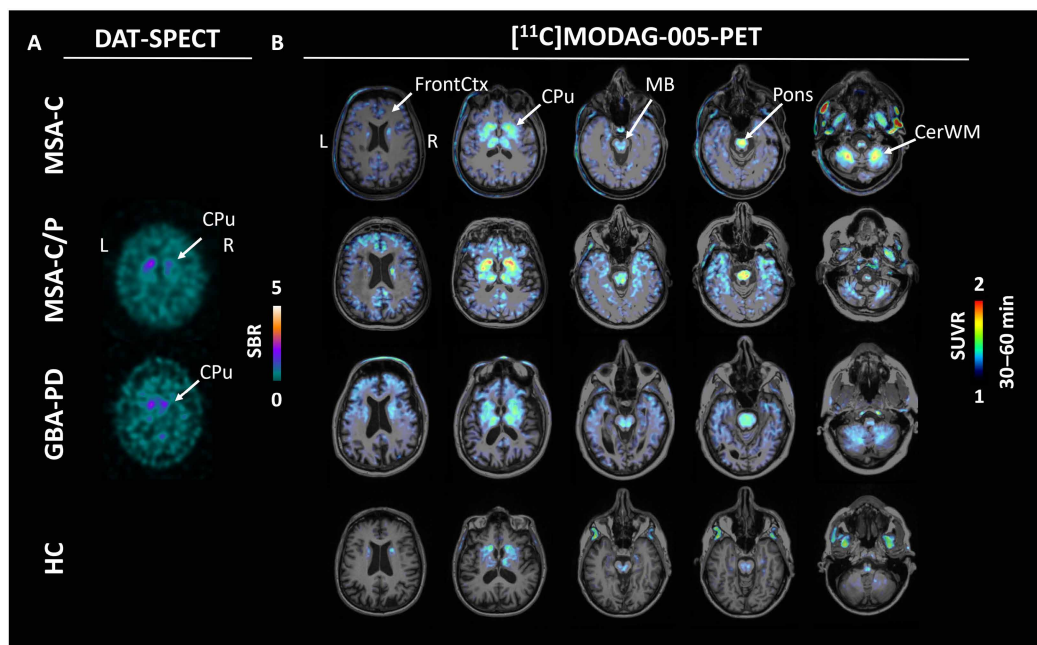 A
DAT-SPECT
B
[¹¹C]MODAG-005-PET
MSA-C
FrontCtx
CPu
MB
Pons
CerWM
L
R
MSA-C/P
CPu
L
R
5
SBR
0
2
SUVR
30–60 min
1
GBA-PD
CPu
HC